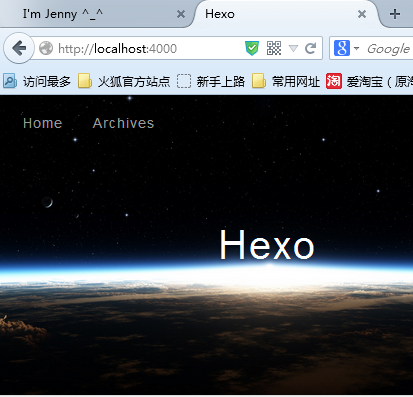 I'm Jenny ^_^ Hexo
http://localhost:4000 Google
访问最多 火狐官方站点 新手上路 常用网址 淘 爱淘宝 ( 原淘
Home Archives
Hexo